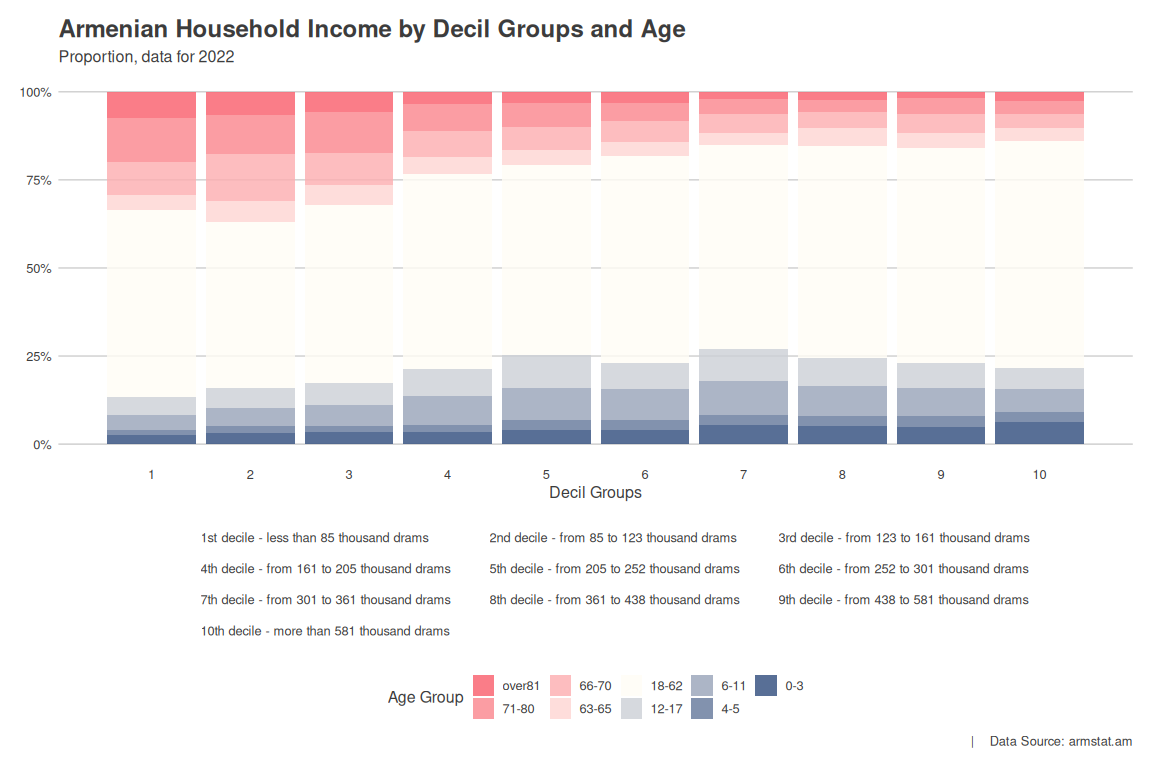 Armenian Household Income by Decil Groups and Age
Proportion, data for 2022
100%
75%
50%
25%
0%
1 2 3 4 5 6 7 8 9 10
Decil Groups
1st decile - less than 85 thousand drams 2nd decile - from 85 to 123 thousand drams 3rd decile - from 123 to 161 thousand drams
4th decile - from 161 to 205 thousand drams 5th decile - from 205 to 252 thousand drams 6th decile - from 252 to 301 thousand drams
7th decile - from 301 to 361 thousand drams 8th decile - from 361 to 438 thousand drams 9th decile - from 438 to 581 thousand drams
10th decile - more than 581 thousand drams
Age Group
over81 66-70 18-62 6-11 0-3
71-80 63-65 12-17 4-5
| Data Source: armstat.am